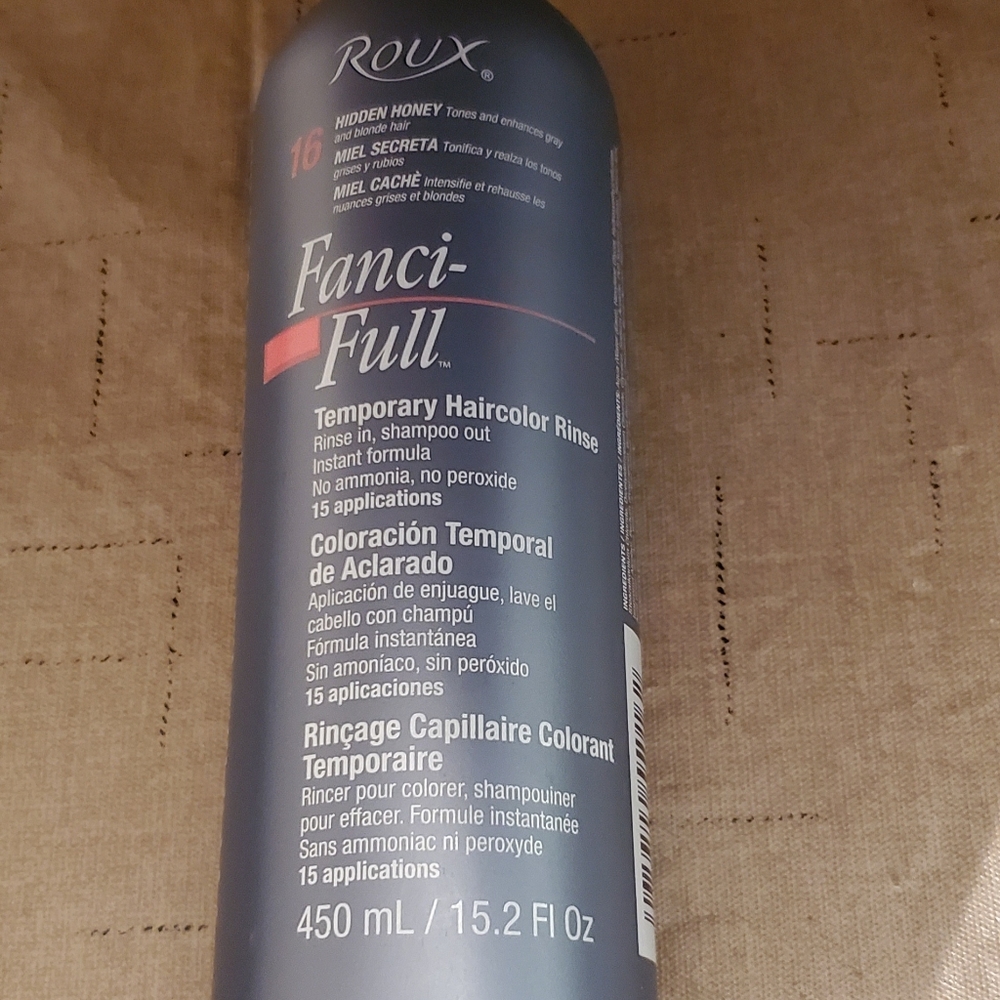 ROUX®
16
HIDDEN HONEY Tones and enhances gray
and blonde hair
MIEL SECRETA Tonifica y realza los tonos
grises y rubios
MIEL CACHÈ Intensifie et rehausse les
nuances grises et blondes
Fanci-
Full™
Temporary Haircolor Rinse
Rinse in, shampoo out
Instant formula
No ammonia, no peroxide
15 applications
Coloración Temporal
de Aclarado
Aplicación de enjuague, lave el
cabello con champú
Fórmula instantánea
Sin amoníaco, sin peróxido
15 aplicaciones
Rinçage Capillaire Colorant
Temporaire
Rincer pour colorer, shampouiner
pour effacer. Formule instantanée
Sans ammoniac ni peroxyde
15 applications
450 mL / 15.2 Fl Oz
INGREDIENTS / INGREDIENTES / INGRÉDIENTS: